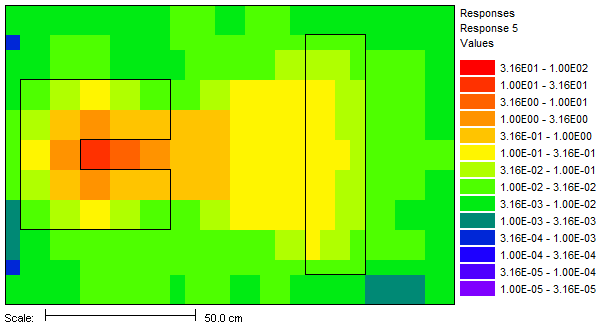 Responses
Response 5
Values
3.16E01 - 1.00E02
1.00E01 - 3.16E01
3.16E00 - 1.00E01
1.00E00 - 3.16E00
3.16E-01 - 1.00E00
1.00E-01 - 3.16E-01
3.16E-02 - 1.00E-01
1.00E-02 - 3.16E-02
3.16E-03 - 1.00E-02
1.00E-03 - 3.16E-03
3.16E-04 - 1.00E-03
1.00E-04 - 3.16E-04
3.16E-05 - 1.00E-04
1.00E-05 - 3.16E-05
Scale: 50.0 cm